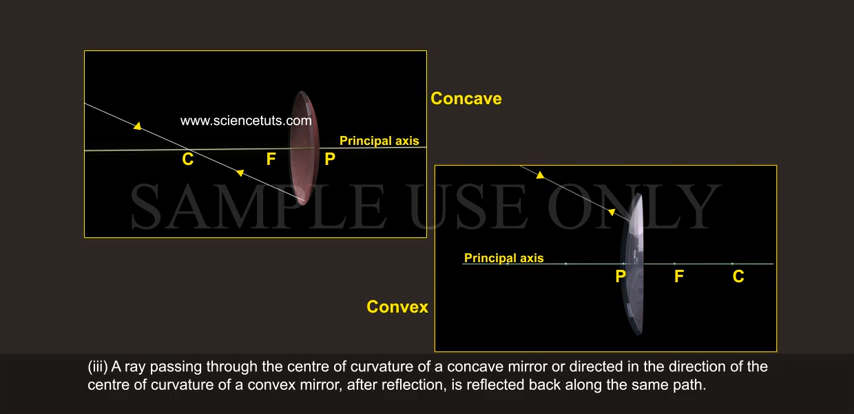 Concave
www.sciencetuts.com
Principal axis
C F P
SAMPLE USE ONLY
Principal axis
P F C
Convex
(iii) A ray passing through the centre of curvature of a concave mirror or directed in the direction of the
centre of curvature of a convex mirror, after reflection, is reflected back along the same path.